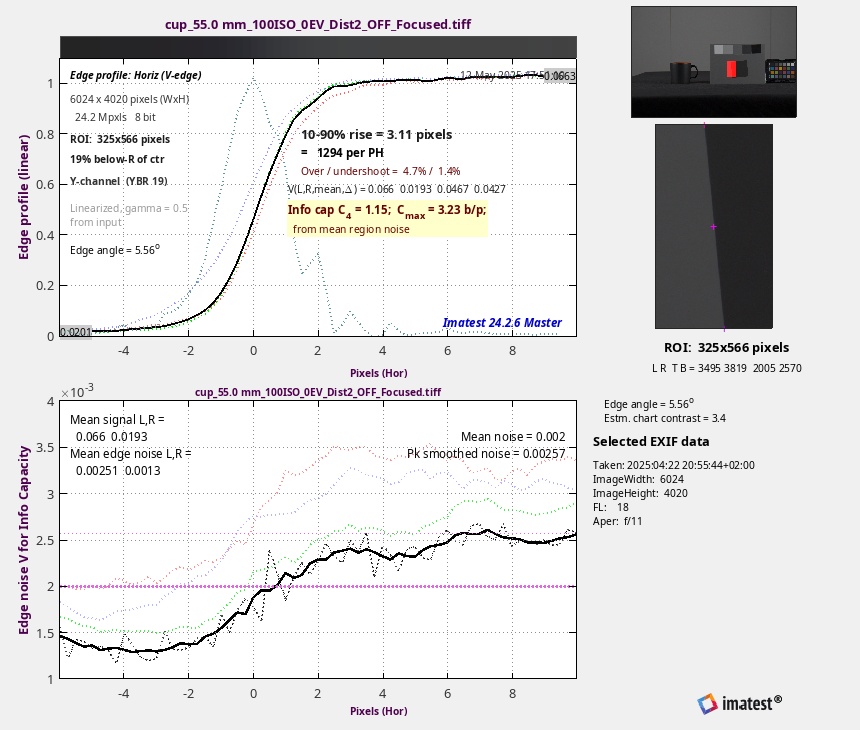 cup_55.0 mm_100ISO_0EV_Dist2_OFF_Focused.tiff
Edge profile: Horiz (V-edge)
6024 x 4020 pixels (WxH)
24.2 Mpxls   8 bit
ROI:  325x566 pixels
19% below-R of ctr
Y-channel  (YBR 19)
Linearized, gamma = 0.5
from input
Edge angle = 5.56⁰
12 May 2025
0.0663
10-90% rise = 3.11 pixels
=   1294 per PH
Over / undershoot =  4.7% /  1.4%
V(L,R,mean,Δ) = 0.066  0.0193  0.0467  0.0427
Info cap C₄ = 1.15;  Cmax = 3.23 b/p;
from mean region noise
0.0201
Imatest 24.2.6 Master
Edge profile (linear)
1
0.8
0.6
0.4
0.2
0
-4
-2
0
2
4
6
8
Pixels (Hor)
cup_55.0 mm_100ISO_0EV_Dist2_OFF_Focused.tiff
×10⁻³
Mean signal L,R =
0.066  0.0193
Mean edge noise L,R =
0.00251  0.0013
Mean noise = 0.002
Pk smoothed noise = 0.00257
Edge noise V for Info Capacity
4
3.5
3
2.5
2
1.5
1
-4
-2
0
2
4
6
8
Pixels (Hor)
ROI:  325x566 pixels
L R  T B = 3495 3819  2005 2570
Edge angle = 5.56⁰
Estm. chart contrast = 3.4
Selected EXIF data
Taken: 2025:04:22 20:55:44+02:00
ImageWidth:  6024
ImageHeight:  4020
FL:   18
Aper:  f/11
imatest®